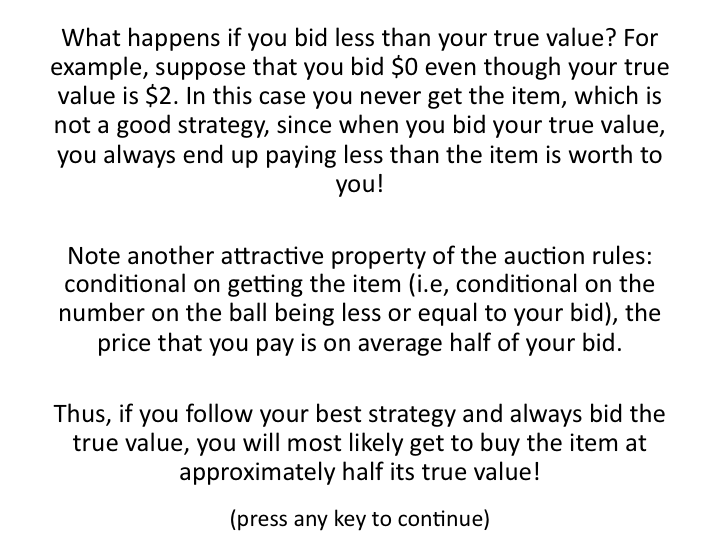 What happens if you bid less than your true value? For
example, suppose that you bid $0 even though your true
value is $2. In this case you never get the item, which is
not a good strategy, since when you bid your true value,
you always end up paying less than the item is worth to
you!
Note another attractive property of the auction rules:
conditional on getting the item (i.e, conditional on the
number on the ball being less or equal to your bid), the
price that you pay is on average half of your bid.
Thus, if you follow your best strategy and always bid the
true value, you will most likely get to buy the item at
approximately half its true value!
(press any key to continue)